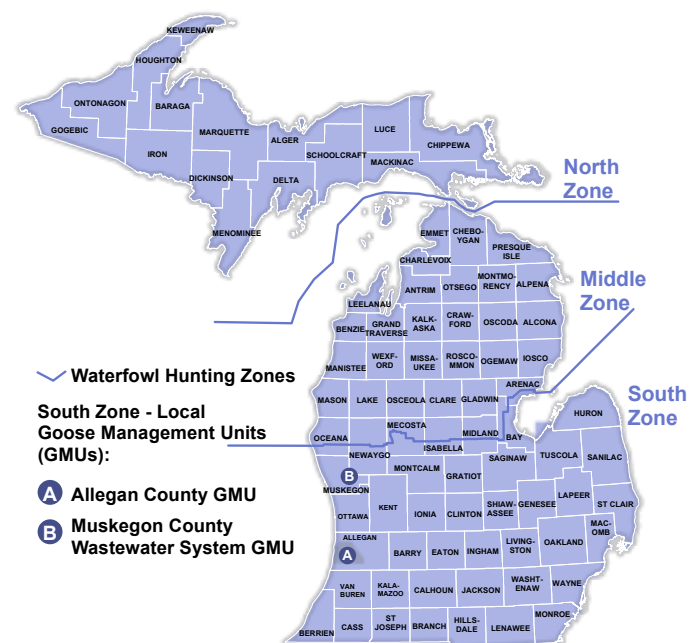 KEWEENAW
HOUGHTON
ONTONAGON
BARAGA
GOGEBIC
MARQUETTE
ALGER
LUCE
CHIPPEWA
IRON
SCHOOLCRAFT
MACKINAC
DICKINSON
DELTA
MENOMINEE
North
Zone
EMMET
CHEBO-
YGAN
PRESQUE
ISLE
CHARLEVOIX
ANTRIM
OTSEGO
MONTMO-
RENCY
ALPENA
Middle
Zone
LEELANAU
BENZIE
GRAND
TRAVERSE
KALK-
ASKA
CRAW-
FORD
OSCODA
ALCONA
MANISTEE
WEXF-
ORD
MISSA-
UKEE
ROSCO-
MMON
OGEMAW
IOSCO
ARENAC
Waterfowl Hunting Zones
MASON
LAKE
OSCEOLA
CLARE
GLADWIN
South
Zone
HURON
South Zone - Local
Goose Management Units
(GMUs):
OCEANA
MECOSTA
NEWAYGO
ISABELLA
MIDLAND
BAY
SAGINAW
TUSCOLA
SANILAC
A Allegan County GMU
B Muskegon County
Wastewater System GMU
B
MUSKEGON
MONTCALM
GRATIOT
OTTAWA
KENT
IONIA
CLINTON
SHIAW-
ASSEE
GENESEE
LAPEER
ST CLAIR
ALLEGAN
A
BARRY
EATON
INGHAM
LIVING-
STON
OAKLAND
MAC-
OMB
VAN
BUREN
KALA-
MAZOO
CALHOUN
JACKSON
WASHT-
ENAW
WAYNE
BERRIEN
CASS
ST
JOSEPH
BRANCH
HILLS-
DALE
LENAWEE
MONROE